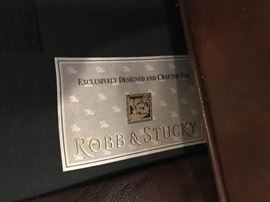 EXCLUSIVELY DESIGNED AND CRAFTED FOR
ROBB & STUCKY